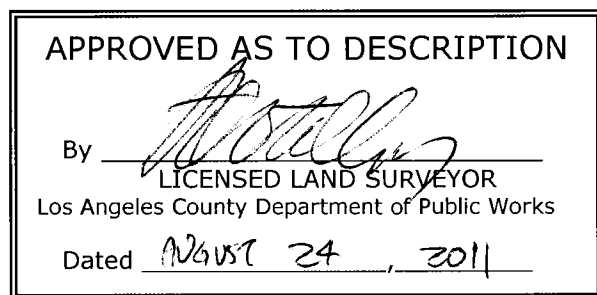 APPROVED AS TO DESCRIPTION
By
LICENSED LAND SURVEYOR
Los Angeles County Department of Public Works
Dated AUGUST 24, 2011